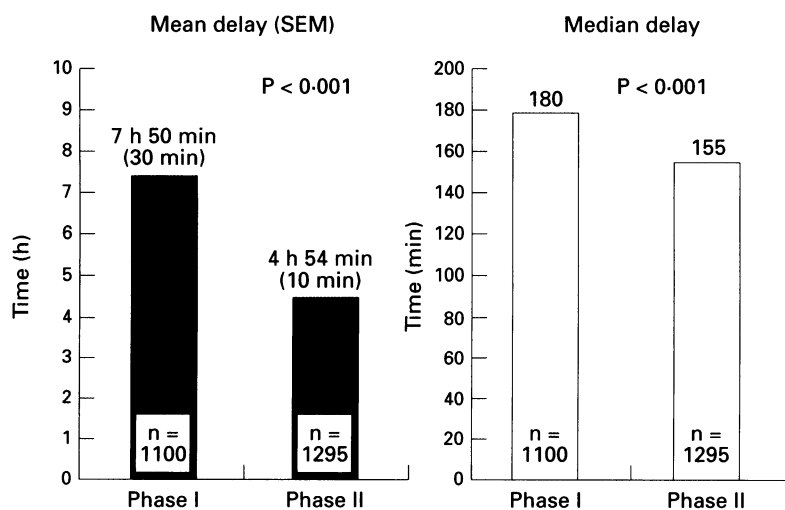 Mean delay (SEM)
10
9
8
7
6
5
4
3
2
1
0
Time (h)
P < 0·001
7 h 50 min
(30 min)
4 h 54 min
(10 min)
n =
1100
n =
1295
Phase I
Phase II
Median delay
200
180
160
140
120
100
80
60
40
20
0
Time (min)
P < 0·001
180
155
n =
1100
n =
1295
Phase I
Phase II